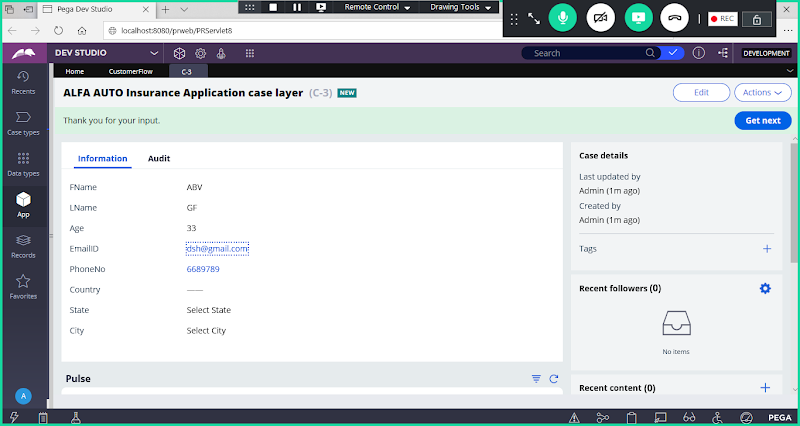 Pega Dev Studio
Remote Control
Drawing Tools
REC
localhost:8080/prweb/PRServlet8
DEV STUDIO
Search
DEVELOPMENT
Home
CustomerFlow
C-3
Recents
Case types
Data types
App
Records
Favorites
A
ALFA AUTO Insurance Application case layer (C-3) NEW
Edit
Actions
Thank you for your input.
Get next
Information
Audit
FName ABV
LName GF
Age 33
EmailID dsh@gmail.com
PhoneNo 6689789
Country -----
State Select State
City Select City
Pulse
Case details
Last updated by
Admin (1m ago)
Created by
Admin (1m ago)
Tags
Recent followers (0)
No items
Recent content (0)
PEGA